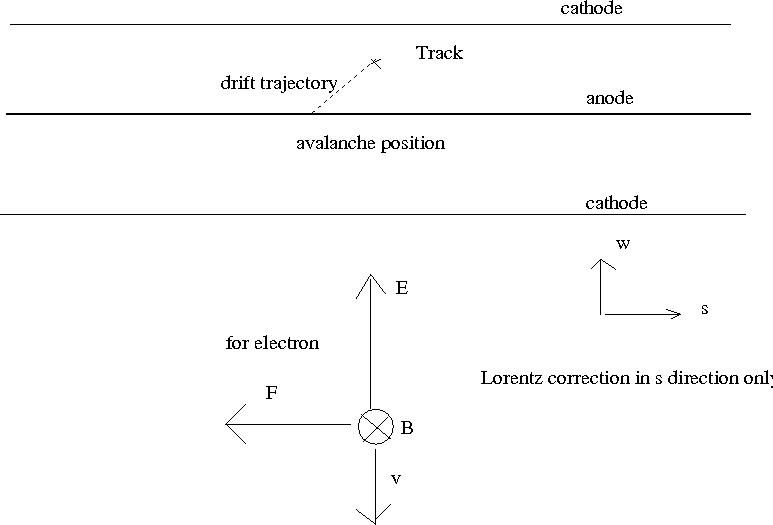 cathode
Track
drift trajectory
anode
avalanche position
cathode
w
E
s
for electron
Lorentz correction in s direction only
F
B
v